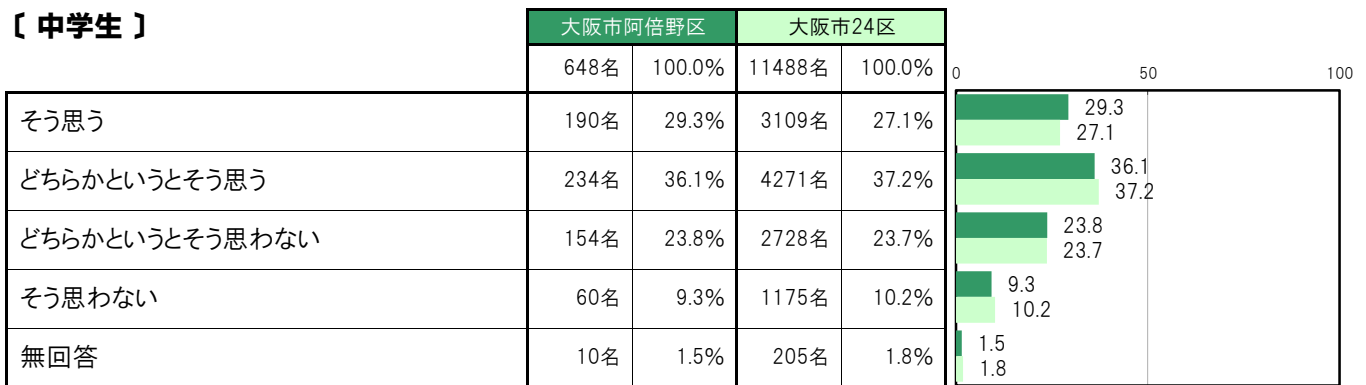 〔 中学生 〕
大阪市阿倍野区 大阪市24区
648名 100.0% 11488名 100.0% 0 50 100
そう思う 190名 29.3% 3109名 27.1% 29.3
27.1
どちらかというとそう思う 234名 36.1% 4271名 37.2% 36.1
37.2
どちらかというとそう思わない 154名 23.8% 2728名 23.7% 23.8
23.7
そう思わない 60名 9.3% 1175名 10.2% 9.3
10.2
無回答 10名 1.5% 205名 1.8% 1.5
1.8